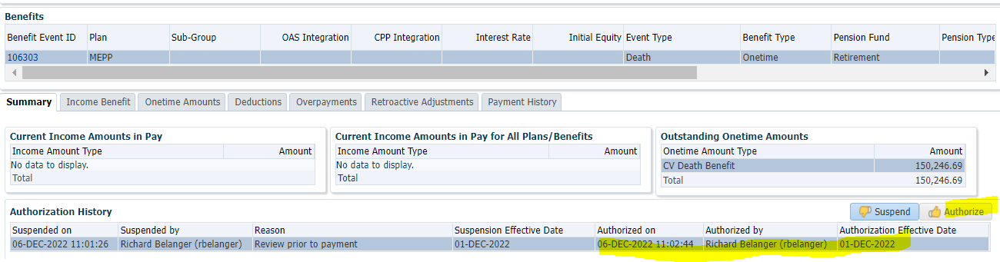 Benefits
Benefit Event ID Plan Sub-Group OAS Integration CPP Integration Interest Rate Initial Equity Event Type Benefit Type Pension Fund Pension Type
106303 MEPP Death Onetime Retirement
Summary Income Benefit Onetime Amounts Deductions Overpayments Retroactive Adjustments Payment History
Current Income Amounts in Pay Current Income Amounts in Pay for All Plans/Benefits Outstanding Onetime Amounts
Income Amount Type Amount Income Amount Type Amount Onetime Amount Type Amount
No data to display. No data to display. CV Death Benefit 150,246.69
Total Total Total 150,246.69
Authorization History Suspend Authorize
Suspended on Suspended by Reason Suspension Effective Date Authorized on Authorized by Authorization Effective Date
06-DEC-2022 11:01:26 Richard Belanger (rbelanger) Review prior to payment 01-DEC-2022 06-DEC-2022 11:02:44 Richard Belanger (rbelanger) 01-DEC-2022